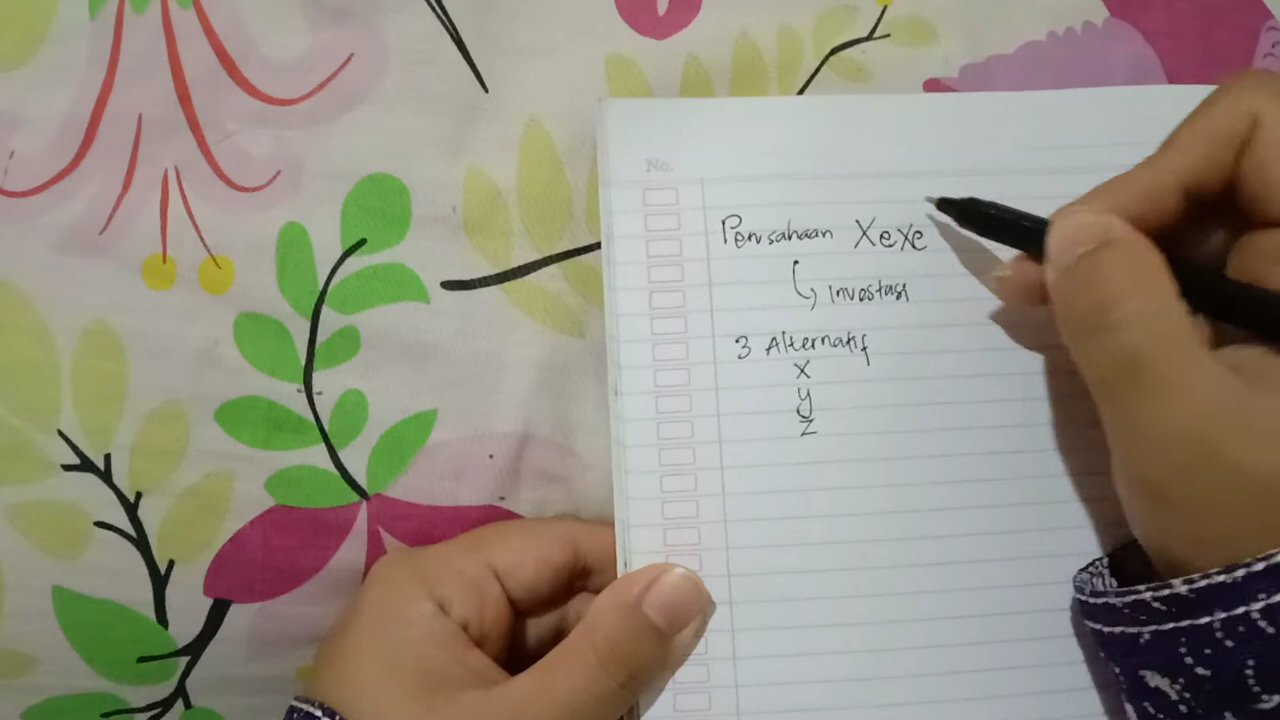 No.
Perusahaan XeXe
Investasi
3 Alternatif
X
y
Z